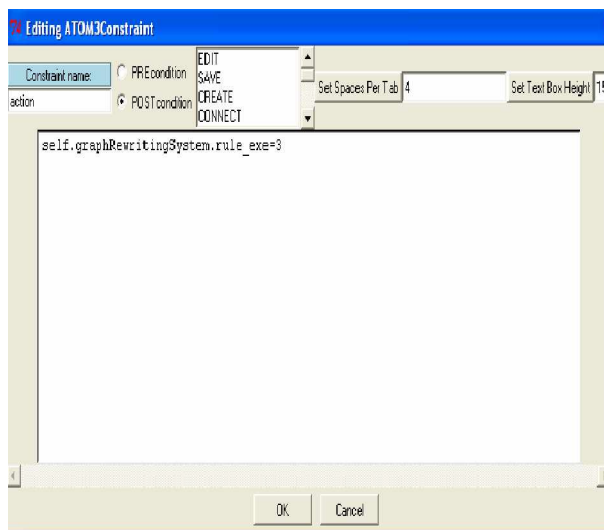 Editing ATOM3Constraint
Constraint name:
action
PREcondition
POSTcondition
EDIT
SAVE
CREATE
CONNECT
Set Spaces Per Tab
4
Set Text Box Height
15
self.graphRewritingSystem.rule_exe=3
OK
Cancel